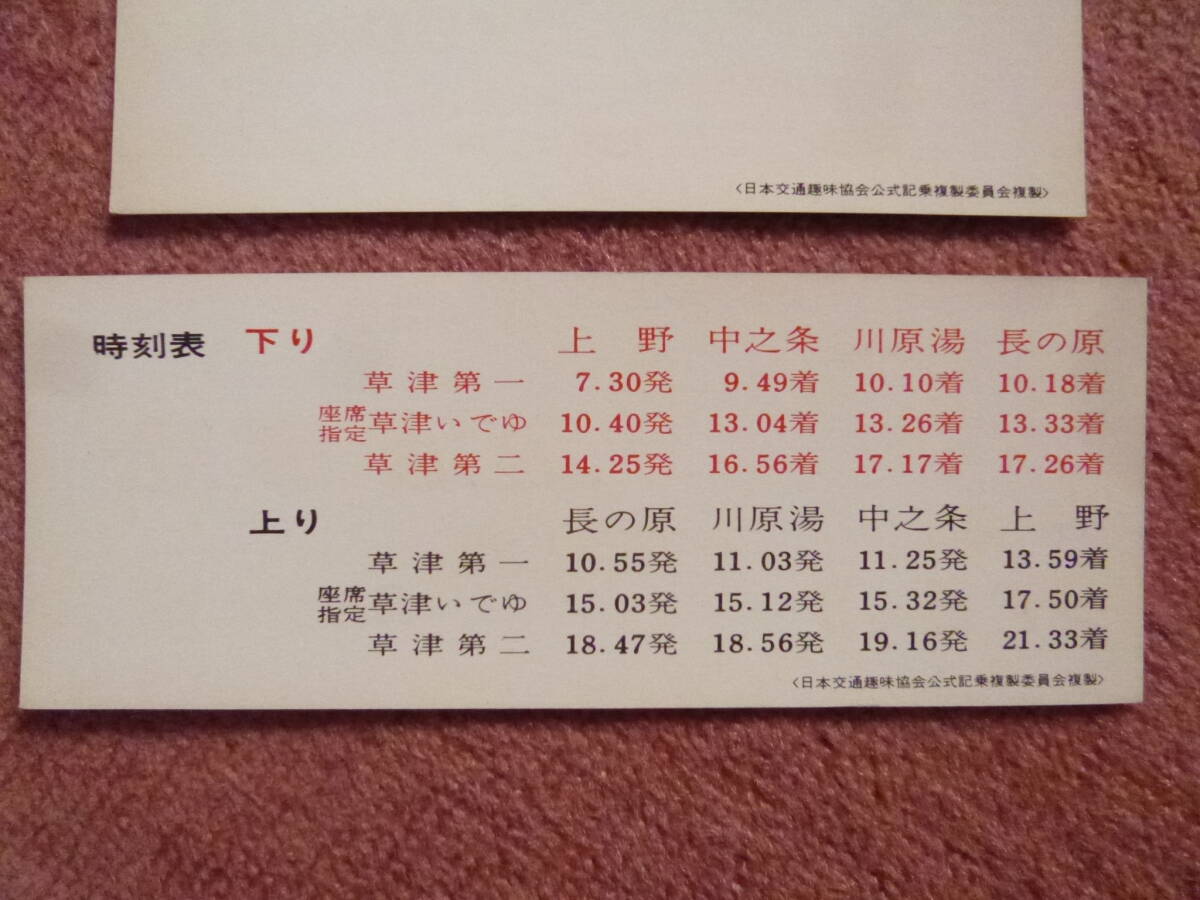 〈日本交通趣味協会公式記乗複製委員会複製〉
時刻表 下り 上野 中之条 川原湯 長の原
草津第一 7.30発 9.49着 10.10着 10.18着
座席指定 草津いでゆ 10.40発 13.04着 13.26着 13.33着
草津第二 14.25発 16.56着 17.17着 17.26着
上り 長の原 川原湯 中之条 上野
草津第一 10.55発 11.03発 11.25発 13.59着
座席指定 草津いでゆ 15.03発 15.12発 15.32発 17.50着
草津第二 18.47発 18.56発 19.16発 21.33着
〈日本交通趣味協会公式記乗複製委員会複製〉